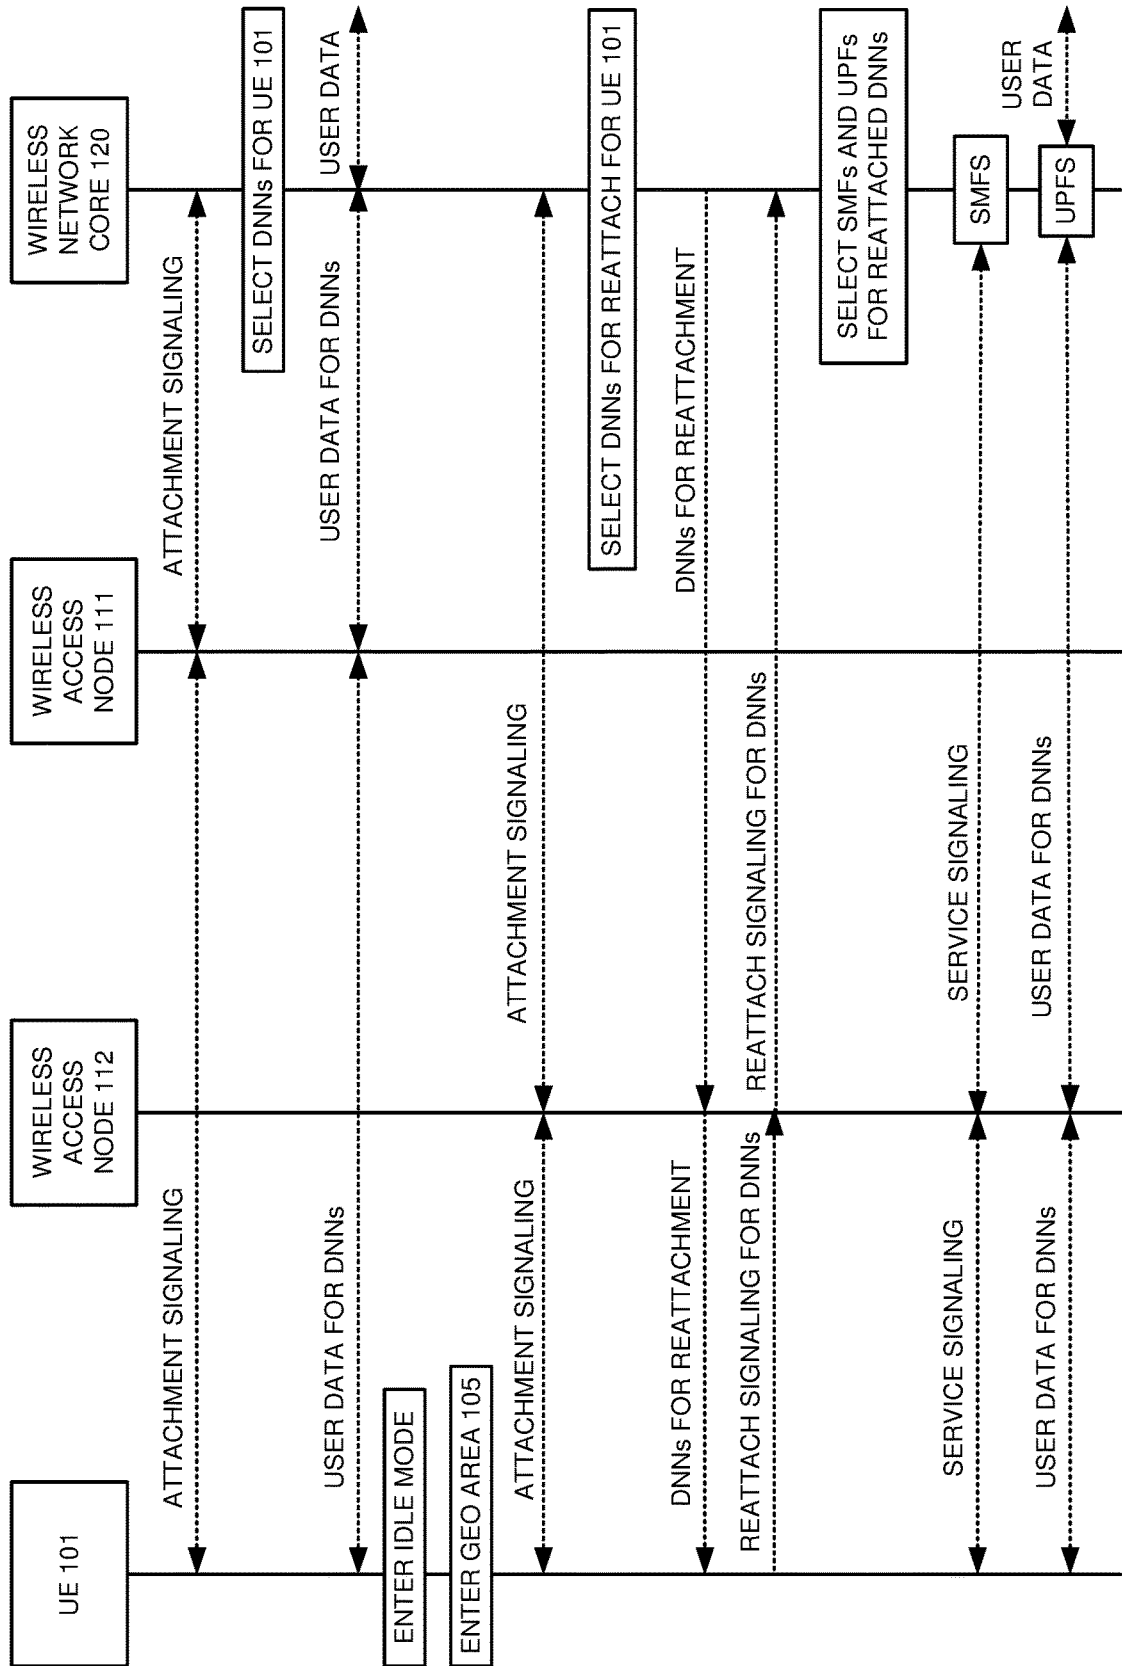 UE 101
WIRELESS
ACCESS
NODE 112
WIRELESS
ACCESS
NODE 111
WIRELESS
NETWORK
CORE 120
ATTACHMENT SIGNALING
ATTACHMENT SIGNALING
SELECT DNNs FOR UE 101
USER DATA FOR DNNs
USER DATA FOR DNNs
USER DATA
ENTER IDLE MODE
ENTER GEO AREA 105
ATTACHMENT SIGNALING
ATTACHMENT SIGNALING
SELECT DNNs FOR REATTACH FOR UE 101
DNNs FOR REATTACHMENT
DNNs FOR REATTACHMENT
REATTACH SIGNALING FOR DNNs
REATTACH SIGNALING FOR DNNs
SELECT SMFs AND UPFs
FOR REATTACHED DNNs
SERVICE SIGNALING
SERVICE SIGNALING
SMFS
USER DATA FOR DNNs
USER DATA FOR DNNs
UPFS
USER
DATA